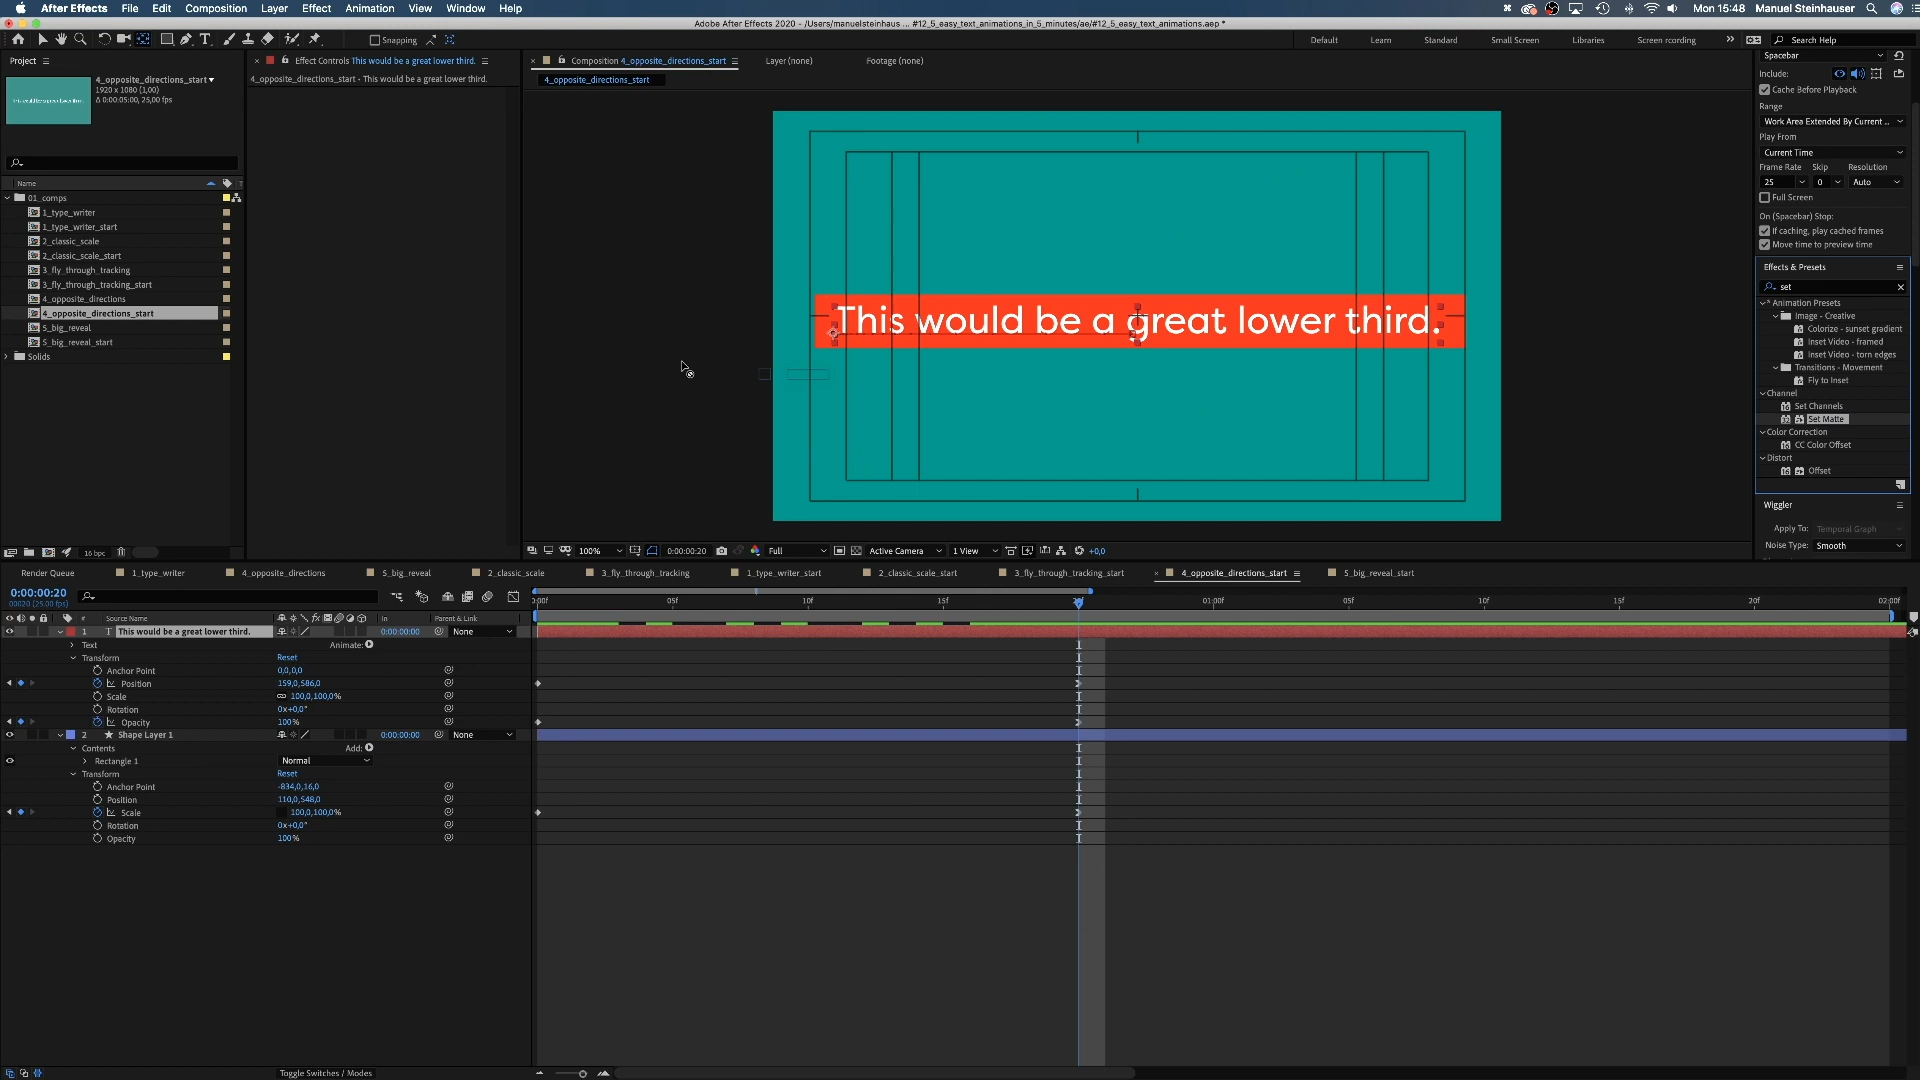 After Effects File Edit Composition Layer Effect Animation View Window Help Mon 15:48 Manuel Steinhauser
Adobe After Effects 2020 - /Users/manuelsteinhaus ... #12_5_easy_text_animations_in_5_minutes/ae/#12_5_easy_text_animations.aep *
Snapping Default Learn Standard Small Screen Libraries Screen rcording Search Help
Project
4_opposite_directions_start
1920 x 1080 (1,00)
Δ 0:00:05:00, 25,00 fps
Name
01_comps
1_type_writer
1_type_writer_start
2_classic_scale
2_classic_scale_start
3_fly_through_tracking
3_fly_through_tracking_start
4_opposite_directions
4_opposite_directions_start
5_big_reveal
5_big_reveal_start
Solids
16 bpc
Effect Controls This would be a great lower third.
4_opposite_directions_start - This would be a great lower third.
Composition 4_opposite_directions_start Layer (none) Footage (none)
4_opposite_directions_start
This would be a great lower third.
100% 0:00:00:20 Full Active Camera 1 View +0,0
Spacebar
Include:
Cache Before Playback
Range
Work Area Extended By Current ...
Play From
Current Time
Frame Rate Skip Resolution
25 0 Auto
Full Screen
On (Spacebar) Stop:
If caching, play cached frames
Move time to preview time
Effects & Presets
set
* Animation Presets
Image - Creative
Colorize - sunset gradient
Inset Video - framed
Inset Video - torn edges
Transitions - Movement
Fly to Inset
Channel
Set Channels
Set Matte
Color Correction
CC Color Offset
Distort
Offset
Wiggler
Apply To: Temporal Graph
Noise Type: Smooth
Render Queue 1_type_writer 4_opposite_directions 5_big_reveal 2_classic_scale 3_fly_through_tracking 1_type_writer_start 2_classic_scale_start 3_fly_through_tracking_start 4_opposite_directions_start 5_big_reveal_start
0:00:00:20
00020 (25.00 fps)
05f 10f 15f 01:00f 05f 10f 15f 20f 02:00f
# Source Name In Parent & Link
1 T This would be a great lower third. 0:00:00:00 None
Text Animate:
Transform Reset
Anchor Point 0,0,0,0
Position 159,0,586,0
Scale 100,0,100,0%
Rotation 0x+0,0°
Opacity 100%
2 Shape Layer 1 0:00:00:00 None
Contents Add:
Rectangle 1 Normal
Transform Reset
Anchor Point -834,0,16,0
Position 110,0,548,0
Scale 100,0,100,0%
Rotation 0x+0,0°
Opacity 100%
Toggle Switches / Modes